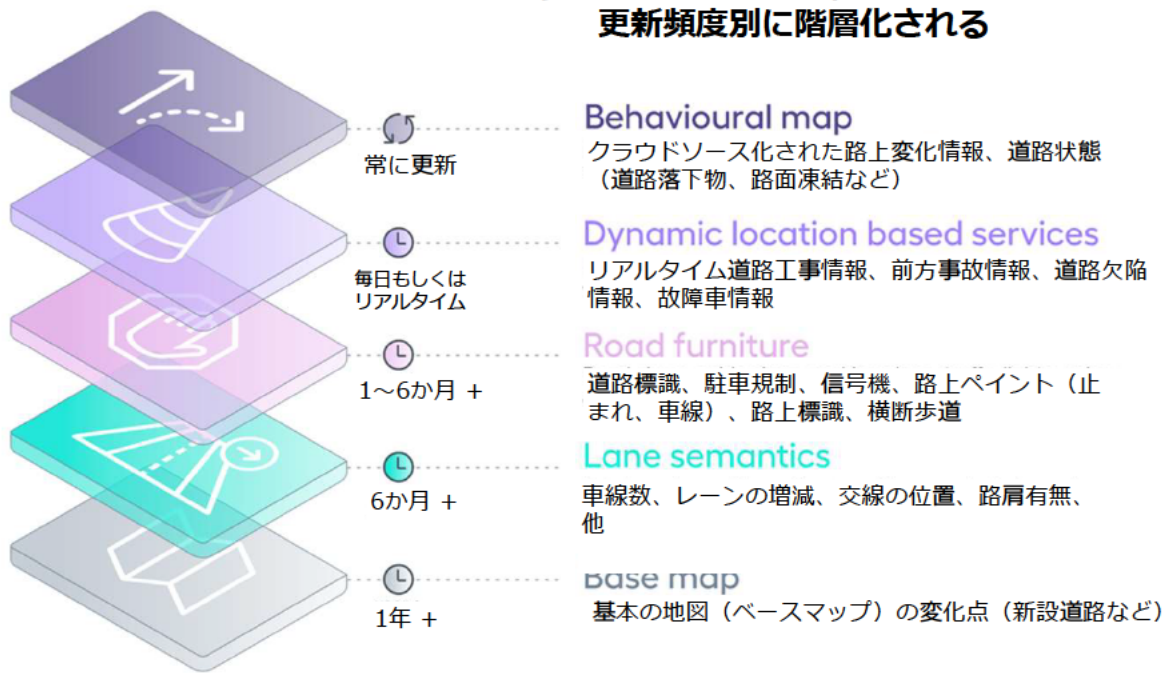 更新頻度別に階層化される
Behavioural map
常に更新
クラウドソース化された路上変化情報、道路状態
（道路落下物、路面凍結など）
Dynamic location based services
毎日もしくは
リアルタイム
リアルタイム道路工事情報、前方事故情報、道路欠陥
情報、故障車情報
Road furniture
1～6か月 +
道路標識、駐車規制、信号機、路上ペイント（止
まれ、車線）、路上標識、横断歩道
Lane semantics
6か月 +
車線数、レーンの増減、交線の位置、路肩有無、
他
Base map
1年 +
基本の地図（ベースマップ）の変化点（新設道路など）